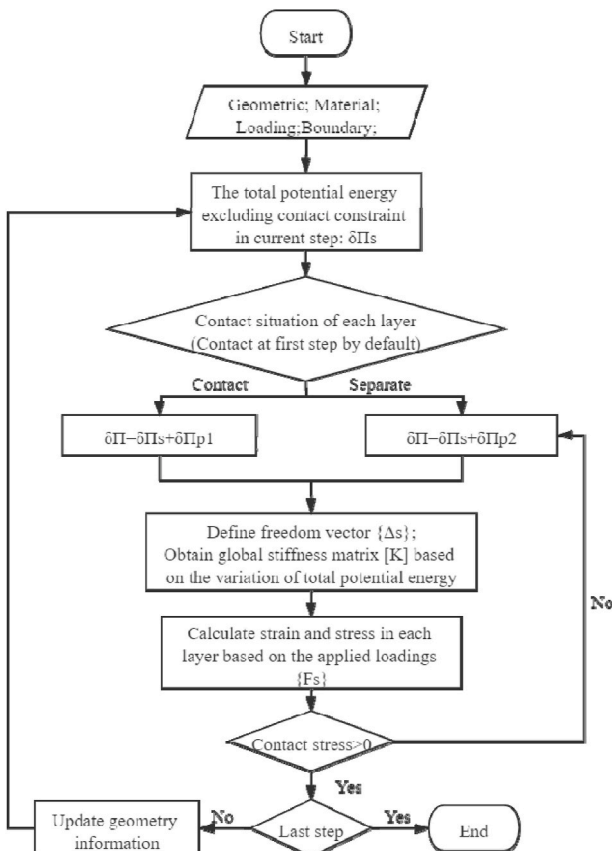 Start
Geometric; Material;
Loading;Boundary;
The total potential energy
excluding contact constraint
in current step: δΠs
Contact situation of each layer
(Contact at first step by default)
Contact
Separate
δΠ=δΠs+δΠp1
δΠ=δΠs+δΠp2
Define freedom vector {Δs};
Obtain global stiffness matrix [K] based
on the variation of total potential energy
No
Calculate strain and stress in each
layer based on the applied loadings
{Fs}
Contact stress>0
Yes
Update geometry
information
No
Last step
Yes
End